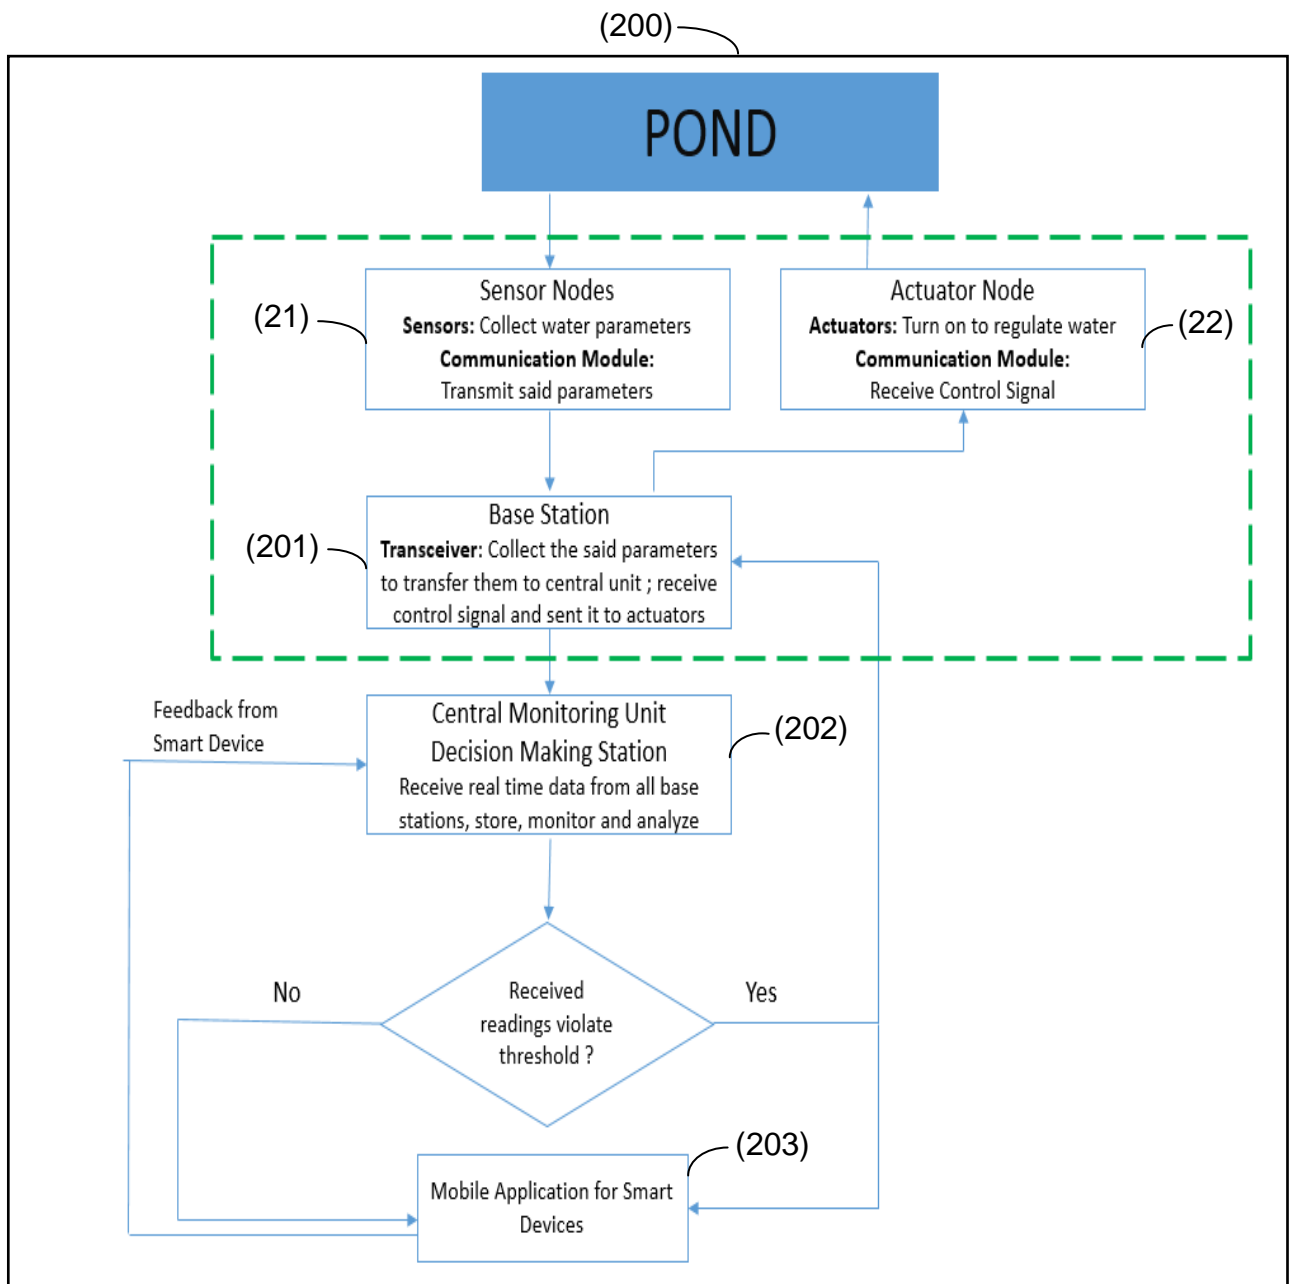 (200)
POND
Sensor Nodes
Sensors: Collect water parameters
Communication Module:
Transmit said parameters
(21)
Actuator Node
Actuators: Turn on to regulate water
Communication Module:
Receive Control Signal
(22)
Base Station
Transceiver: Collect the said parameters
to transfer them to central unit ; receive
control signal and sent it to actuators
(201)
Feedback from
Smart Device
Central Monitoring Unit
Decision Making Station
Receive real time data from all base
stations, store, monitor and analyze
(202)
No
Received
readings violate
threshold ?
Yes
(203)
Mobile Application for Smart
Devices